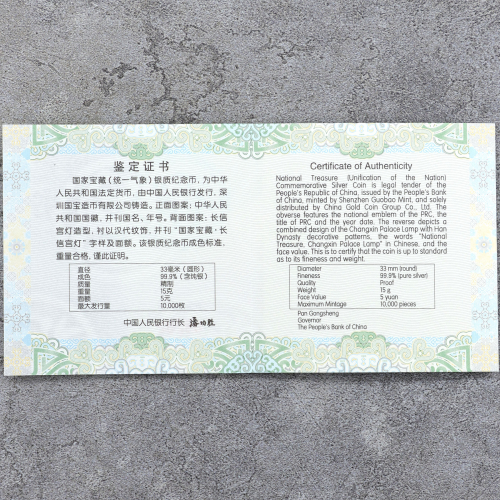 鉴定证书
国家宝藏(统一气象)银质纪念币,为中华
人民共和国法定货币,由中国人民银行发行,深
圳国宝造币有限公司铸造。正面图案:中华人民
共和国国徽,并刊国名、年号。背面图案:长信
宫灯造型,衬以汉代纹饰,并刊“国家宝藏·长
信宫灯”字样及面额。该银质纪念币成色标准,
重量合格,谨此证明。
直径 33毫米(圆形)
成色 99.9%(含纯银)
质量 精制
重量 15克
面额 5元
最大发行量 10,000枚
中国人民银行行长 潘功胜
Certificate of Authenticity
National Treasure (Unification of the Nation)
Commemorative Silver Coin is legal tender of the
People's Republic of China, issued by the People's Bank
of China, minted by Shenzhen Guobao Mint, and solely
distributed by China Gold Coin Group Co., Ltd. The
obverse features the national emblem of the PRC, the
title of PRC and the year date. The reverse depicts a
combined design of the Changxin Palace Lamp with Han
Dynasty decorative patterns, the words "National
Treasure, Changxin Palace Lamp" in Chinese, and the
face value. This is to certify that the coin is up to standard
as to its fineness and weight.
Diameter 33 mm (round)
Fineness 99.9% (pure silver)
Quality Proof
Weight 15 g
Face Value 5 yuan
Maximum Mintage 10,000 pieces
Pan Gongsheng
Governor
The People's Bank of China